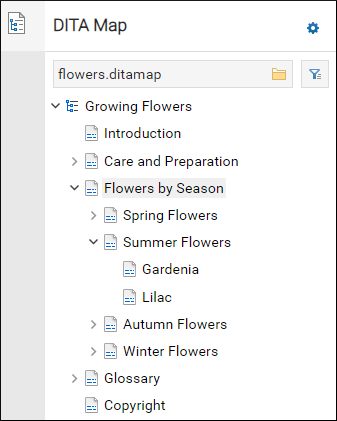 DITA Map
flowers.ditamap
Growing Flowers
Introduction
Care and Preparation
Flowers by Season
Spring Flowers
Summer Flowers
Gardenia
Lilac
Autumn Flowers
Winter Flowers
Glossary
Copyright